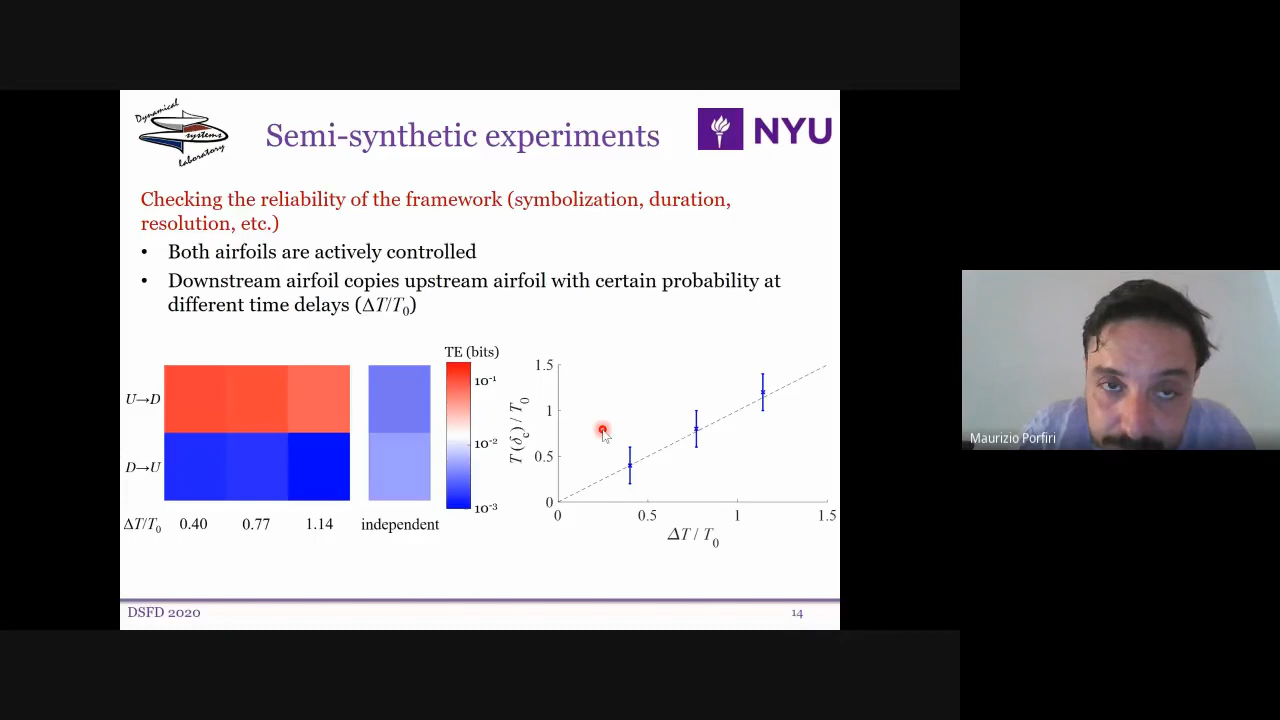 Dynamical
systems
Laboratory
Semi-synthetic experiments
NYU
Checking the reliability of the framework (symbolization, duration,
resolution, etc.)
• Both airfoils are actively controlled
• Downstream airfoil copies upstream airfoil with certain probability at
different time delays (ΔT/T₀)
TE (bits)
U→D
D→U
10⁻¹
10⁻²
10⁻³
ΔT/T₀ 0.40 0.77 1.14 independent
T(δc) / T₀
1.5
1
0.5
0
0 0.5 1 1.5
ΔT / T₀
DSFD 2020
14
Maurizio Porfiri